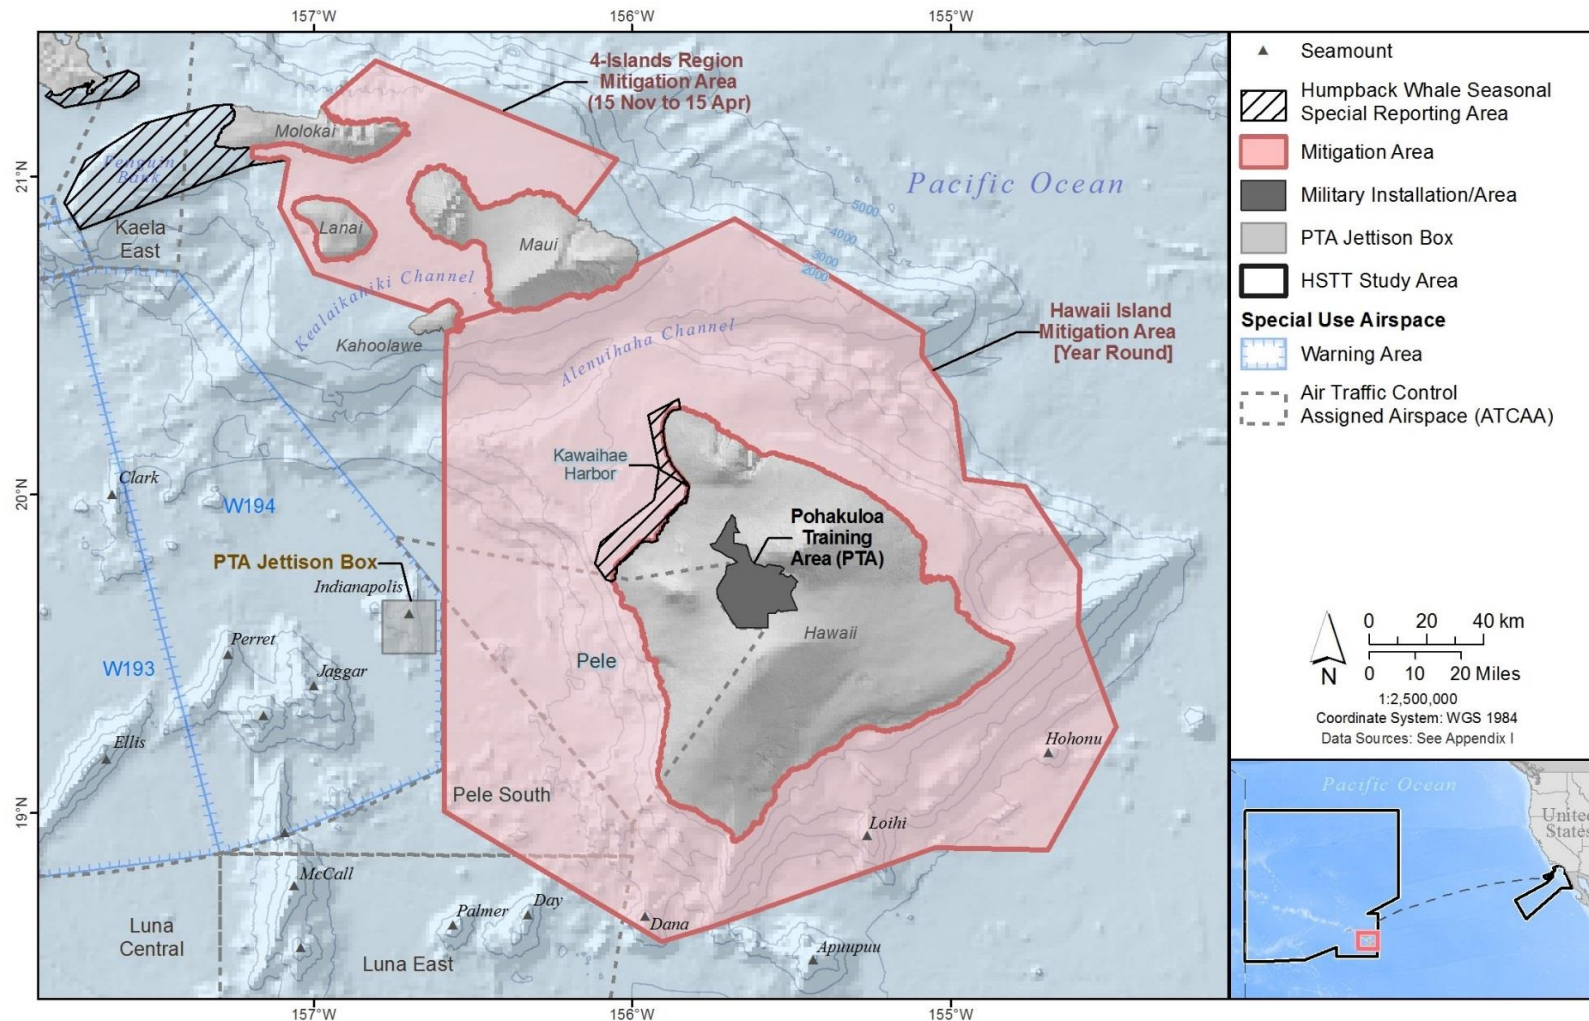 157°W
156°W
155°W
21°N
20°N
19°N
157°W
156°W
155°W
4-Islands Region
Mitigation Area
(15 Nov to 15 Apr)
Molokai
Penguin
Bank
Kaela
East
Lanai
Maui
Pacific Ocean
5000
4000
3000
2000
Kealaikahiki Channel
Kahoolawe
Alenuihaha Channel
Hawaii Island
Mitigation Area
[Year Round]
Clark
W194
Kawaihae
Harbor
Pohakuloa
Training
Area (PTA)
PTA Jettison Box
Indianapolis
Perret
Jaggar
W193
Ellis
Pele
Hawaii
Hohonu
Pele South
Loihi
McCall
Palmer
Day
Dana
Apuupuu
Luna
Central
Luna East
Seamount
Humpback Whale Seasonal
Special Reporting Area
Mitigation Area
Military Installation/Area
PTA Jettison Box
HSTT Study Area
Special Use Airspace
Warning Area
Air Traffic Control
Assigned Airspace (ATCAA)
N
0 20 40 km
0 10 20 Miles
1:2,500,000
Coordinate System: WGS 1984
Data Sources: See Appendix I
Pacific Ocean
United
States